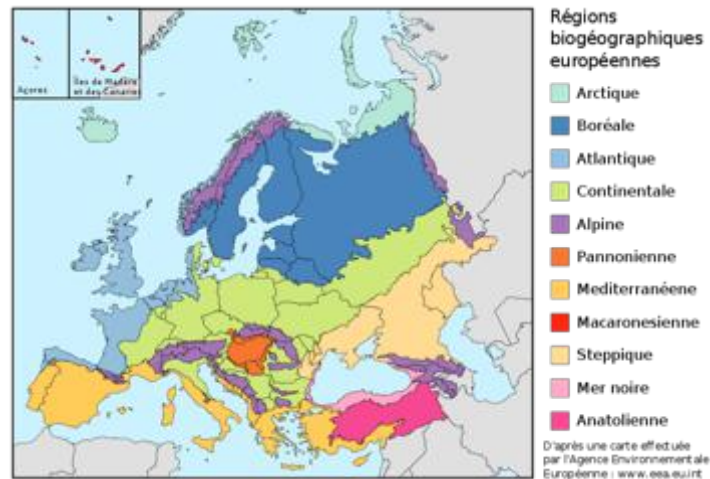 Régions
biogéographiques
européennes
Arctique
Boréale
Atlantique
Continentale
Alpine
Pannonienne
Mediterranéene
Macaronesienne
Steppique
Mer noire
Anatolienne
D'après une carte effectuée
par l'Agence Environnementale
Européenne : www.eea.eu.int
Açores
Îles de Madère
et des Canaries